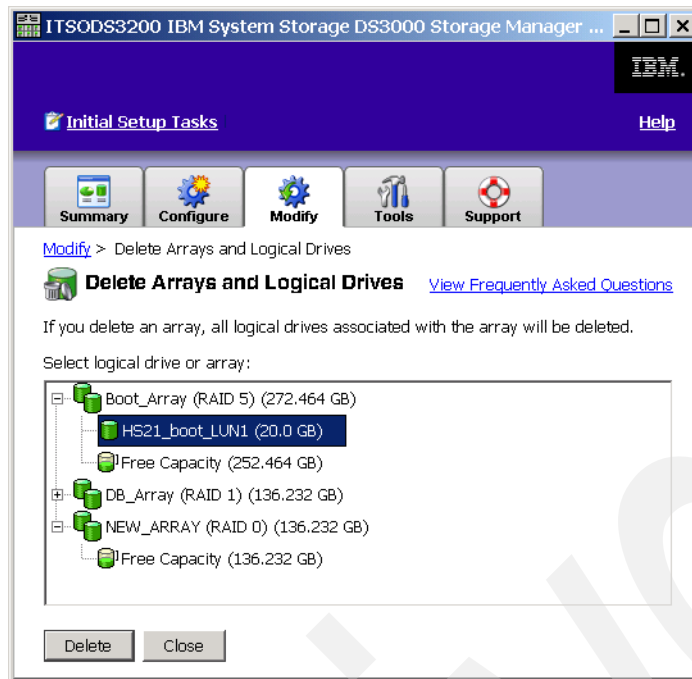 ITSODS3200 IBM System Storage DS3000 Storage Manager ...
IBM.
Initial Setup Tasks Help
Summary Configure Modify Tools Support
Modify > Delete Arrays and Logical Drives
Delete Arrays and Logical Drives View Frequently Asked Questions
If you delete an array, all logical drives associated with the array will be deleted.
Select logical drive or array:
Boot_Array (RAID 5) (272.464 GB)
HS21_boot_LUN1 (20.0 GB)
Free Capacity (252.464 GB)
DB_Array (RAID 1) (136.232 GB)
NEW_ARRAY (RAID 0) (136.232 GB)
Free Capacity (136.232 GB)
Delete Close